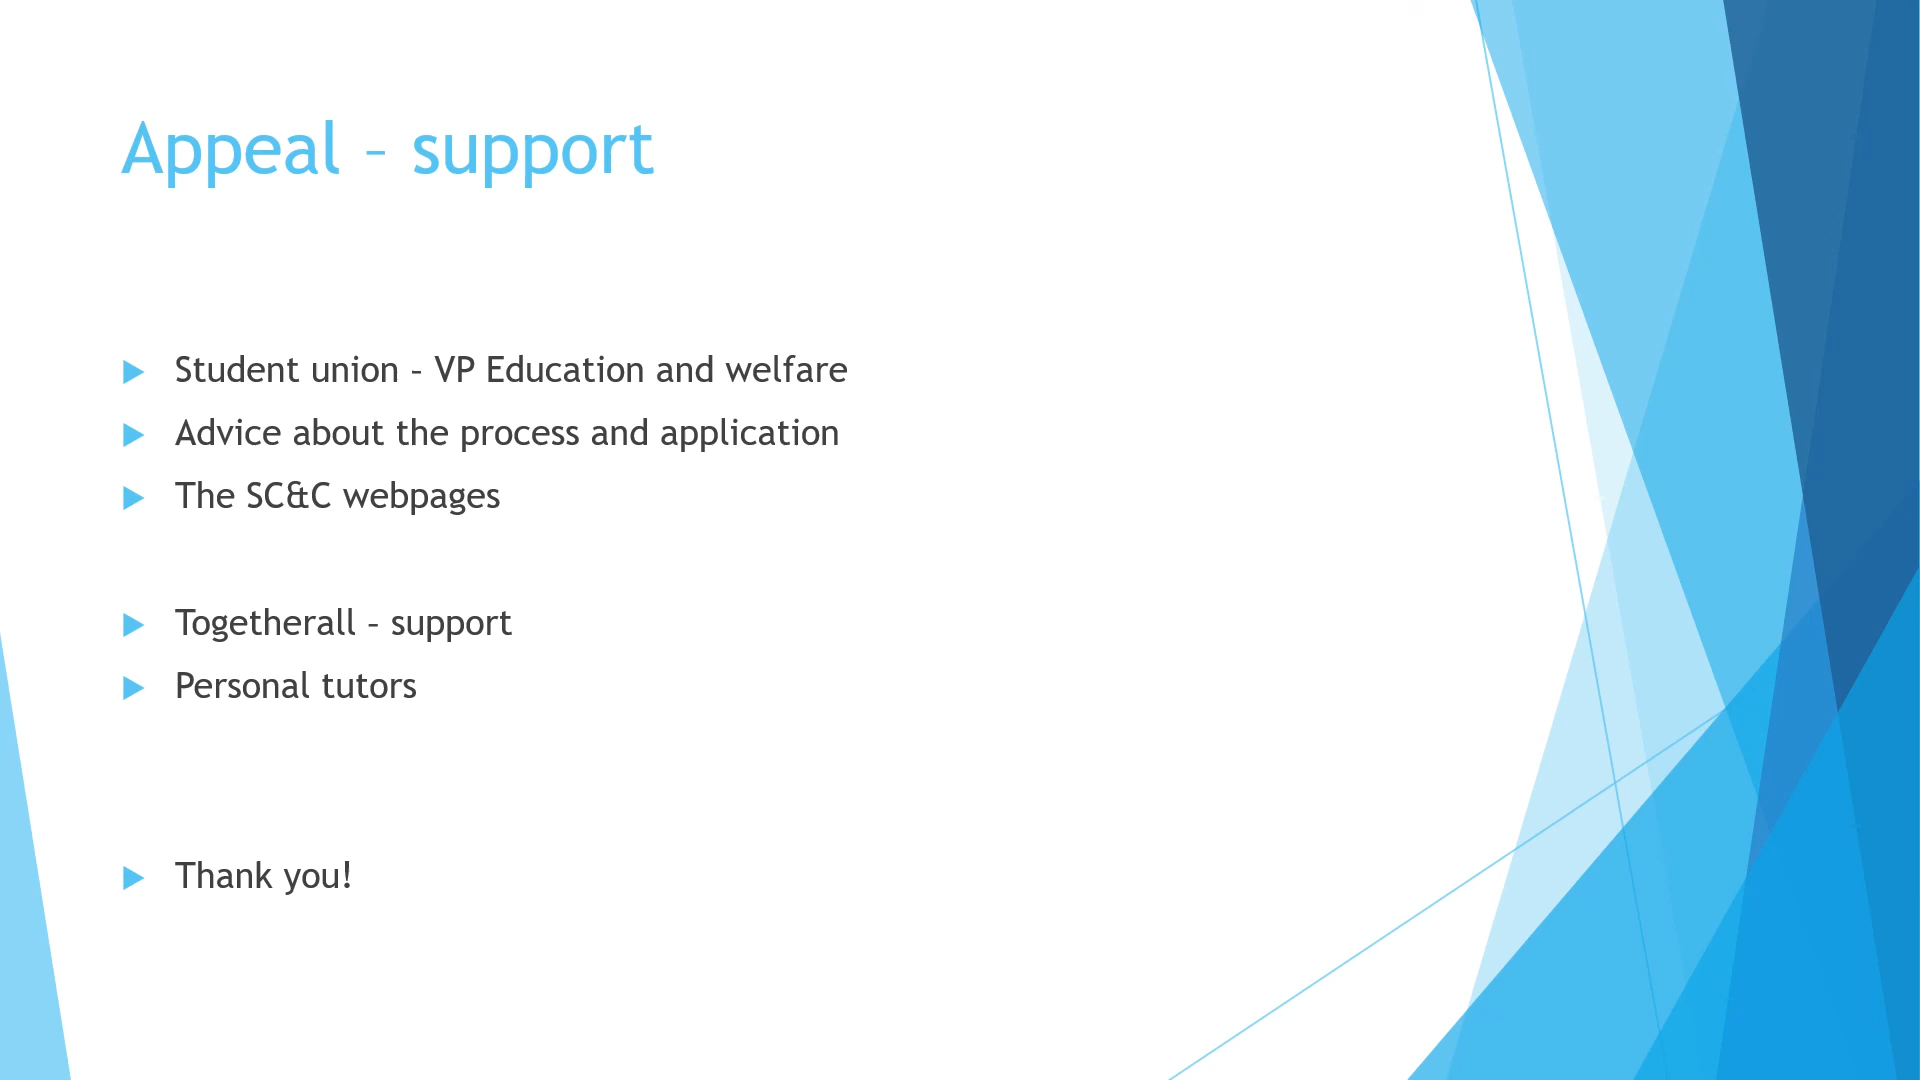 Appeal – support
Student union – VP Education and welfare
Advice about the process and application
The SC&C webpages
Togetherall – support
Personal tutors
Thank you!